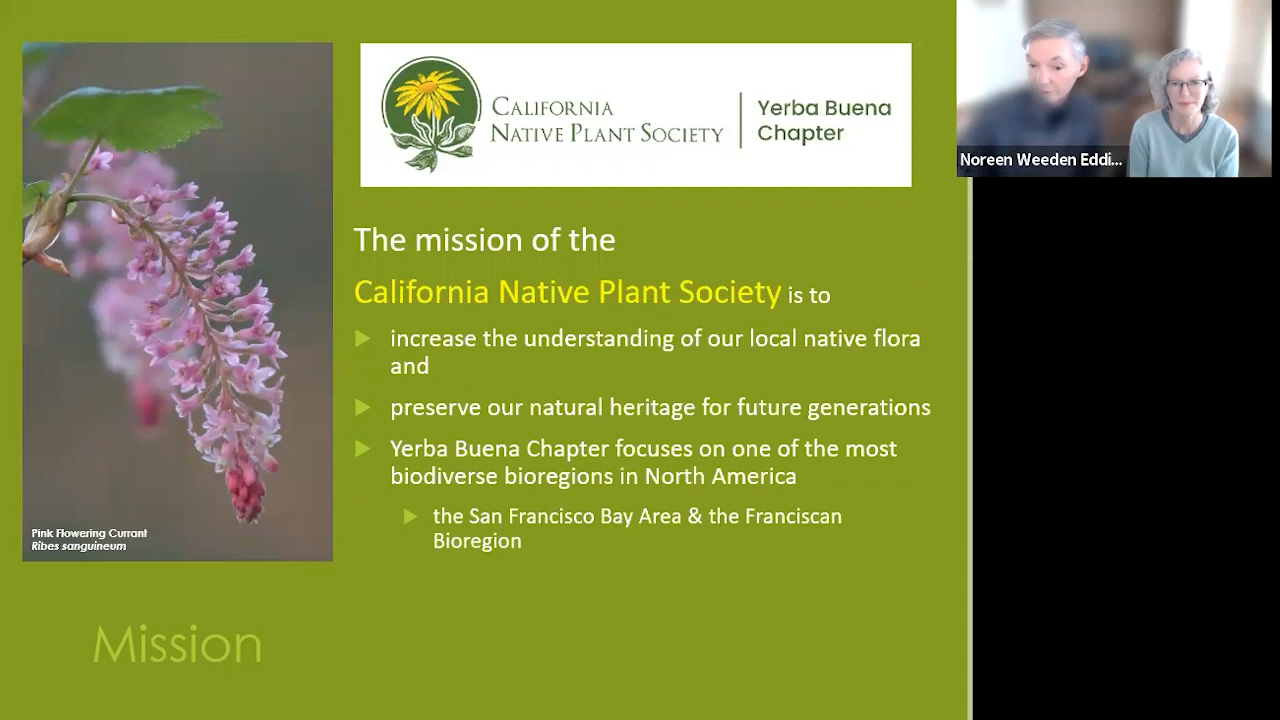 CALIFORNIA
NATIVE PLANT SOCIETY
Yerba Buena
Chapter
Noreen Weeden Eddi...
The mission of the
California Native Plant Society is to
increase the understanding of our local native flora
and
preserve our natural heritage for future generations
Yerba Buena Chapter focuses on one of the most
biodiverse bioregions in North America
the San Francisco Bay Area & the Franciscan
Bioregion
Pink Flowering Currant
Ribes sanguineum
Mission